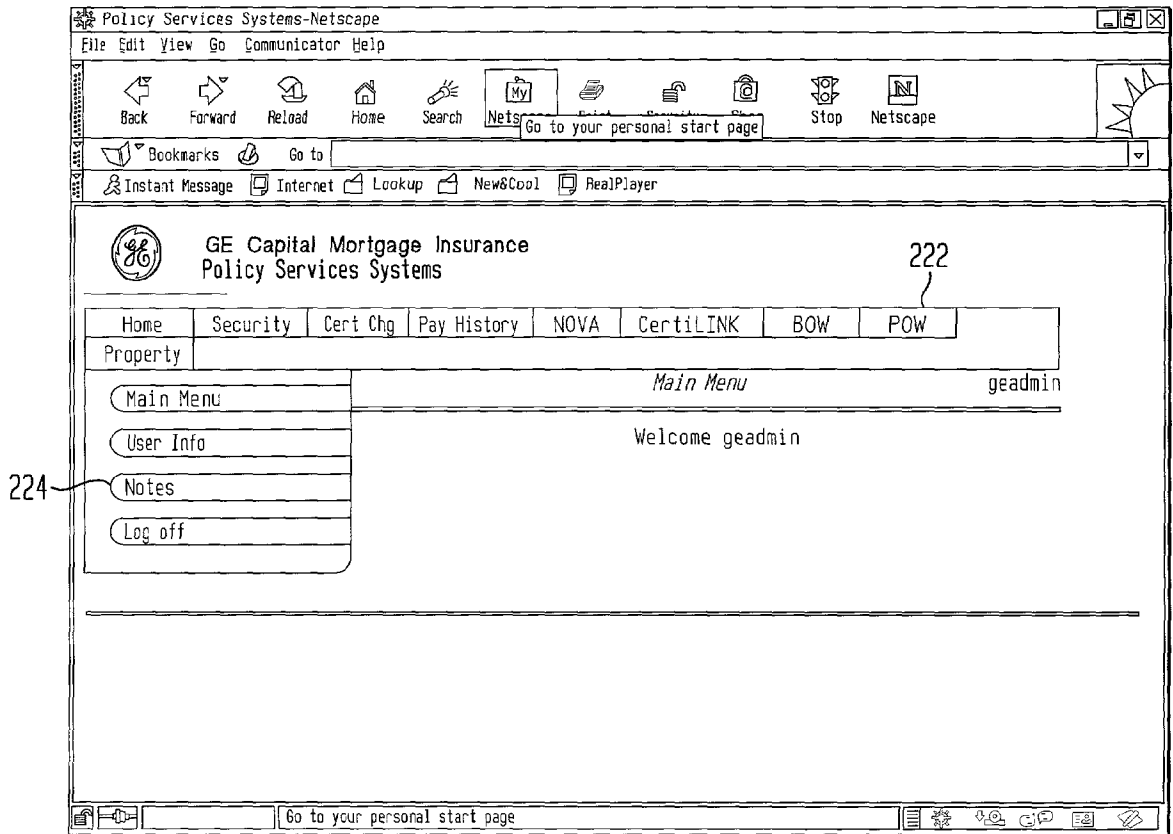 Policy Services Systems-Netscape
File Edit View Go Communicator Help
Back Forward Reload Home Search Stop Netscape
My
Go to your personal start page
Bookmarks Go to
Instant Message Internet Lookup New&Cool RealPlayer
GE GE Capital Mortgage Insurance
Policy Services Systems
222
Home Security Cert Chg Pay History NOVA CertiLINK BOW POW
Property
Main Menu geadmin
Main Menu
Welcome geadmin
User Info
224 Notes
Log off
Go to your personal start page